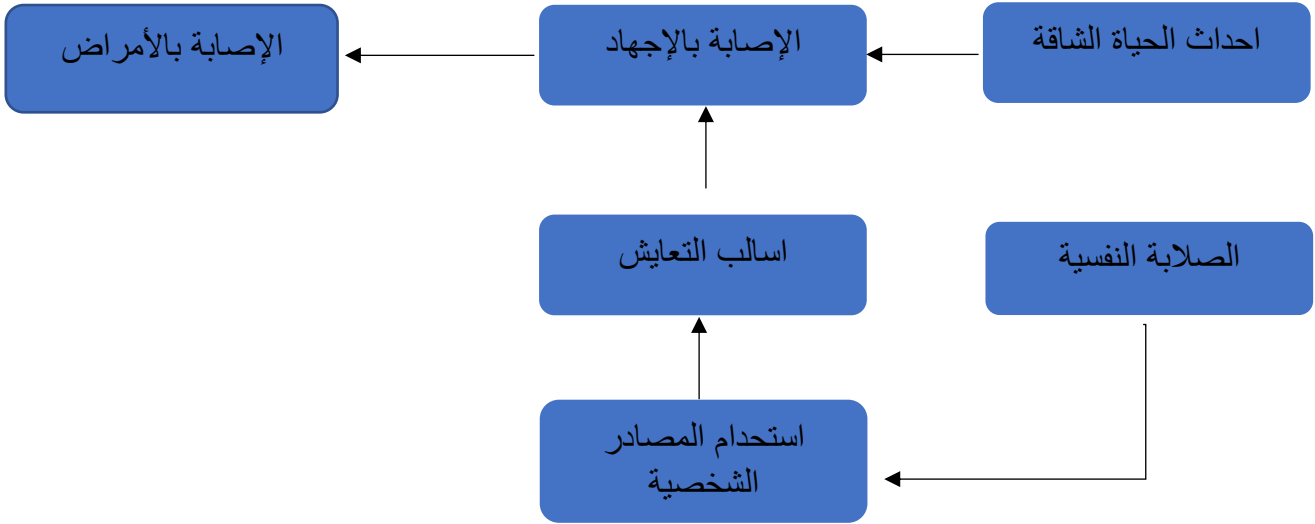 احداث الحياة الشاقة
الإصابة بالإجهاد
الإصابة بالأمراض
الصلابة النفسية
اسالب التعايش
استحدام المصادر
الشخصية